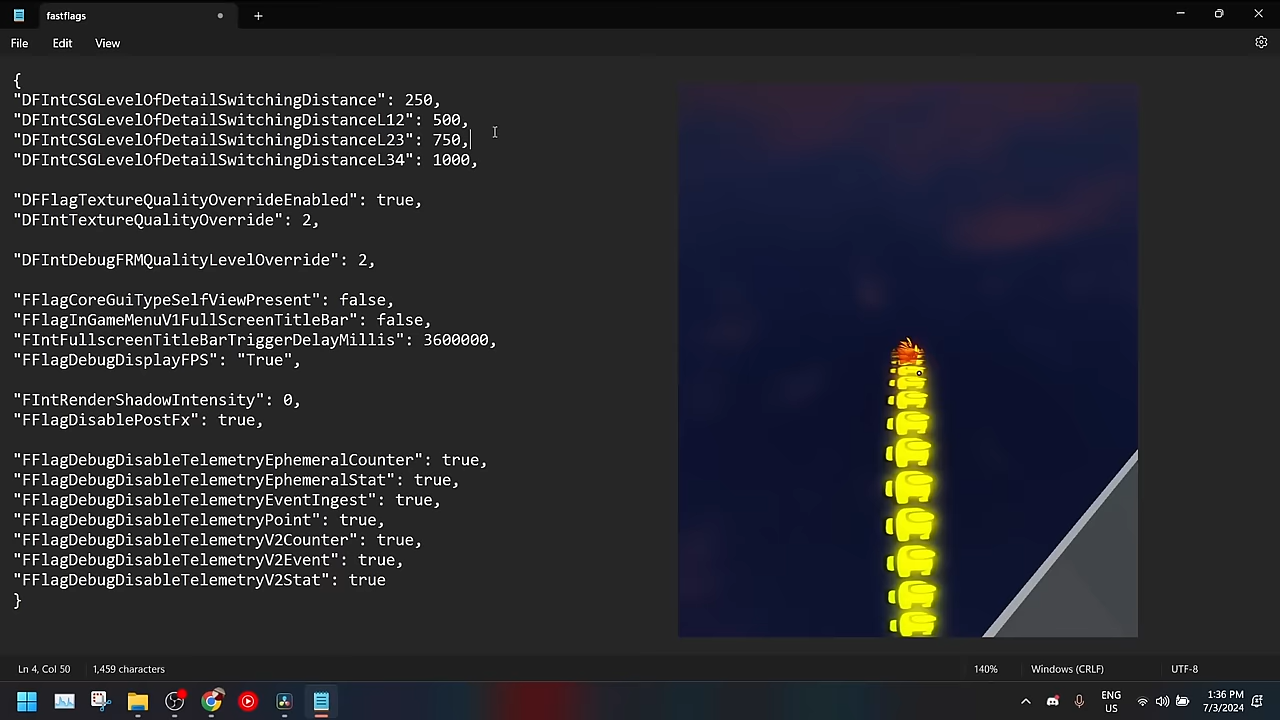 fastflags
File
Edit
View
{
"DFIntCSGLevelOfDetailSwitchingDistance": 250,
"DFIntCSGLevelOfDetailSwitchingDistanceL12": 500,
"DFIntCSGLevelOfDetailSwitchingDistanceL23": 750,
"DFIntCSGLevelOfDetailSwitchingDistanceL34": 1000,
"DFFlagTextureQualityOverrideEnabled": true,
"DFIntTextureQualityOverride": 2,
"DFIntDebugFRMQualityLevelOverride": 2,
"FFlagCoreGuiTypeSelfViewPresent": false,
"FFlagInGameMenuV1FullScreenTitleBar": false,
"FIntFullscreenTitleBarTriggerDelayMillis": 3600000,
"FFlagDebugDisplayFPS": "True",
"FIntRenderShadowIntensity": 0,
"FFlagDisablePostFx": true,
"FFlagDebugDisableTelemetryEphemeralCounter": true,
"FFlagDebugDisableTelemetryEphemeralStat": true,
"FFlagDebugDisableTelemetryEventIngest": true,
"FFlagDebugDisableTelemetryPoint": true,
"FFlagDebugDisableTelemetryV2Counter": true,
"FFlagDebugDisableTelemetryV2Event": true,
"FFlagDebugDisableTelemetryV2Stat": true
}
Ln 4, Col 50
1,459 characters
140%
Windows (CRLF)
UTF-8
ENG
US
1:36 PM
7/3/2024